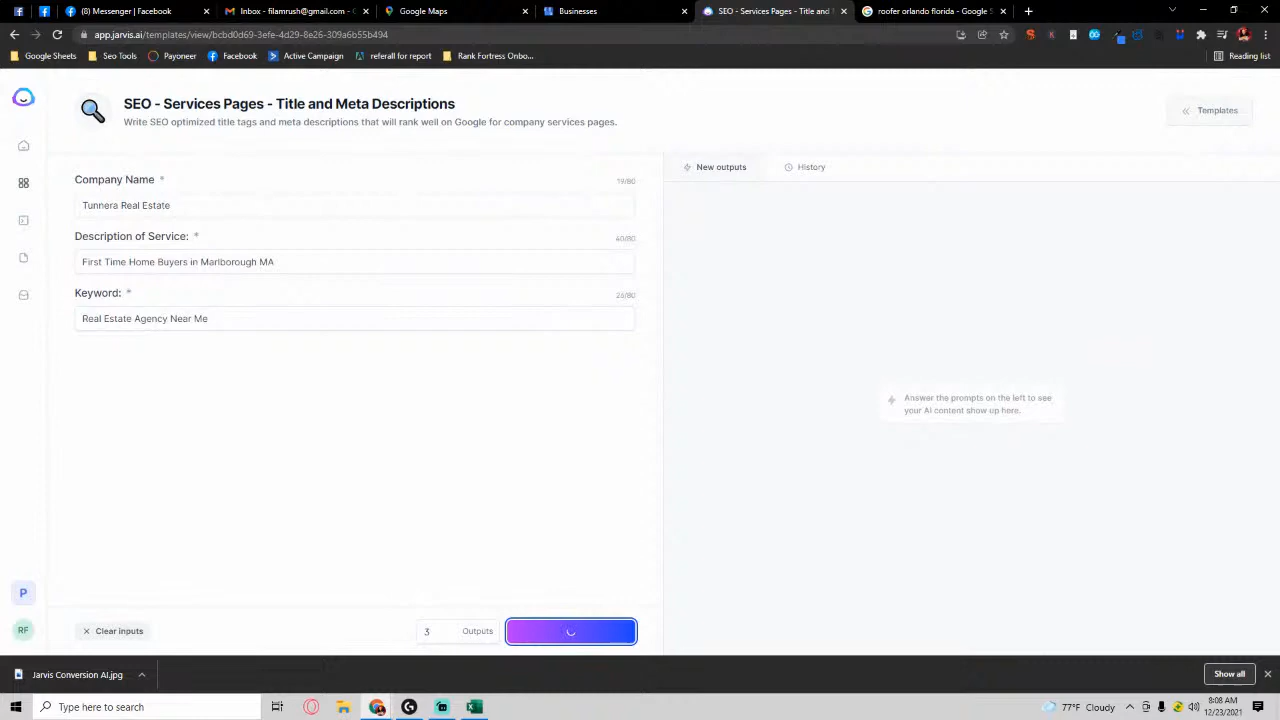 Facebook
Inbox - filamrush@gmail.com - G
Google Maps
Businesses
SEO - Services Pages - Title and M
roofer orlando florida - Google S
app.jarvis.ai/templates/view/bcbd0d69-3efe-4d29-8e26-309a6b55b494
Google Sheets
Seo Tools
Payoneer
Facebook
Active Campaign
referall for report
Rank Fortress Onbo...
Reading list
SEO - Services Pages - Title and Meta Descriptions
Write SEO optimized title tags and meta descriptions that will rank well on Google for company services pages.
Templates
Company Name *
19/80
Tunnera Real Estate
Description of Service: *
40/80
First Time Home Buyers in Marlborough MA
Keyword: *
26/80
Real Estate Agency Near Me
New outputs
History
Answer the prompts on the left to see
your AI content show up here.
P
RF
Clear inputs
3
Outputs
Jarvis Conversion AI.jpg
Show all
Type here to search
77°F Cloudy
8:08 AM
12/23/2021